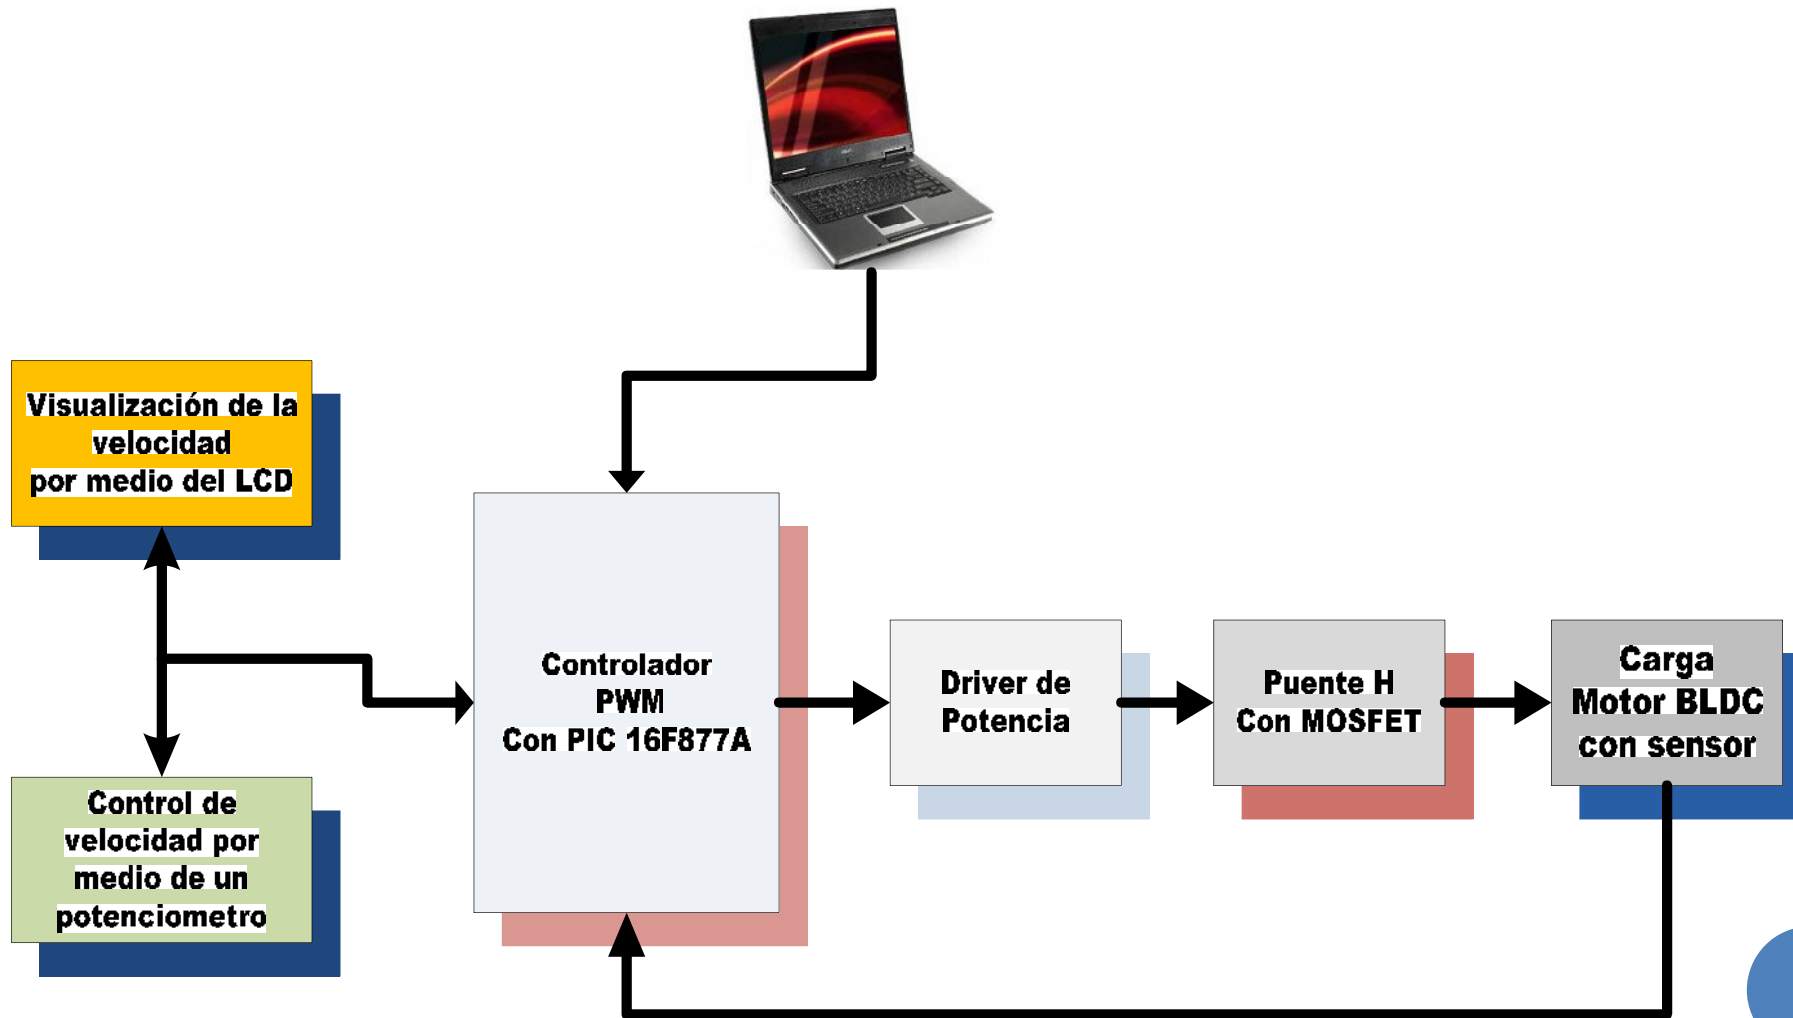 Visualización de la
velocidad
por medio del LCD
Control de
velocidad por
medio de un
potenciometro
Controlador
PWM
Con PIC 16F877A
Driver de
Potencia
Puente H
Con MOSFET
Carga
Motor BLDC
con sensor